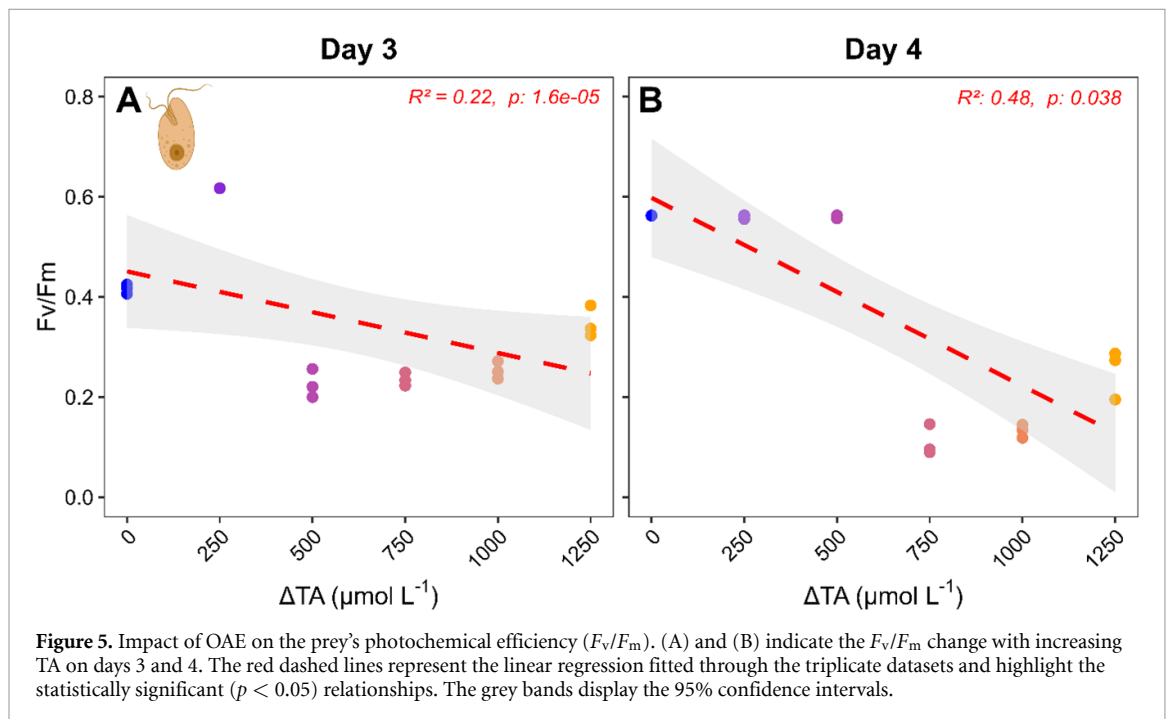 Day 3
Day 4
A
R² = 0.22, p: 1.6e-05
B
R²: 0.48, p: 0.038
Fv/Fm
0.8
0.6
0.4
0.2
0.0
0
250
500
750
1000
1250
0
250
500
750
1000
1250
ΔTA (µmol L⁻¹)
ΔTA (µmol L⁻¹)
Figure 5. Impact of OAE on the prey's photochemical efficiency (Fv/Fm). (A) and (B) indicate the Fv/Fm change with increasing
TA on days 3 and 4. The red dashed lines represent the linear regression fitted through the triplicate datasets and highlight the
statistically significant (p < 0.05) relationships. The grey bands display the 95% confidence intervals.